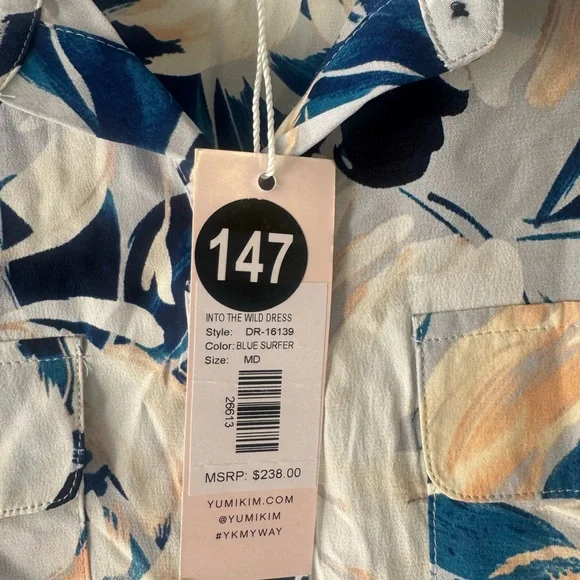 147
INTO THE WILD DRESS
Style: DR-16139
Color: BLUE SURFER
Size: MD
26613
MSRP: $238.00
YUMIKIM.COM
@YUMIKIM
#YKMYWAY